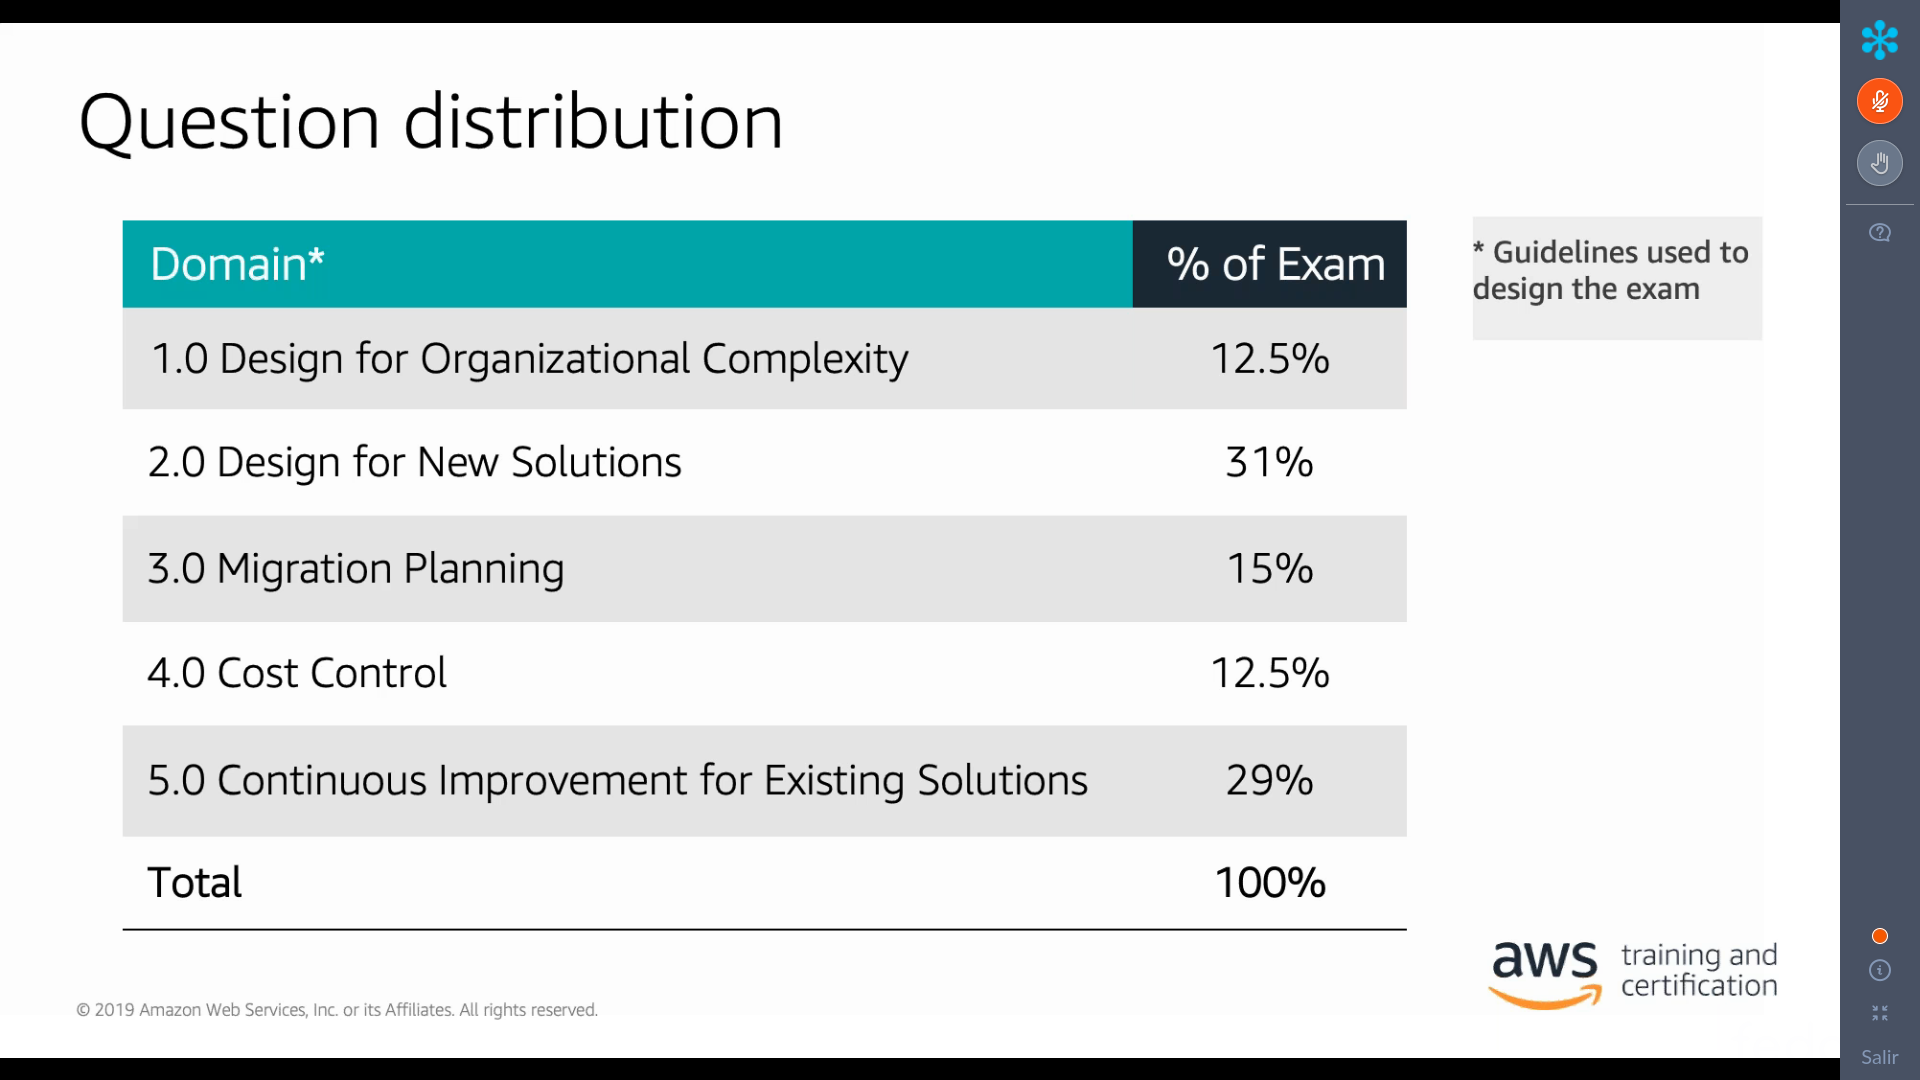 Question distribution
Domain* % of Exam
* Guidelines used to
design the exam
1.0 Design for Organizational Complexity 12.5%
2.0 Design for New Solutions 31%
3.0 Migration Planning 15%
4.0 Cost Control 12.5%
5.0 Continuous Improvement for Existing Solutions 29%
Total 100%
aws training and
certification
© 2019 Amazon Web Services, Inc. or its Affiliates. All rights reserved.
Salir